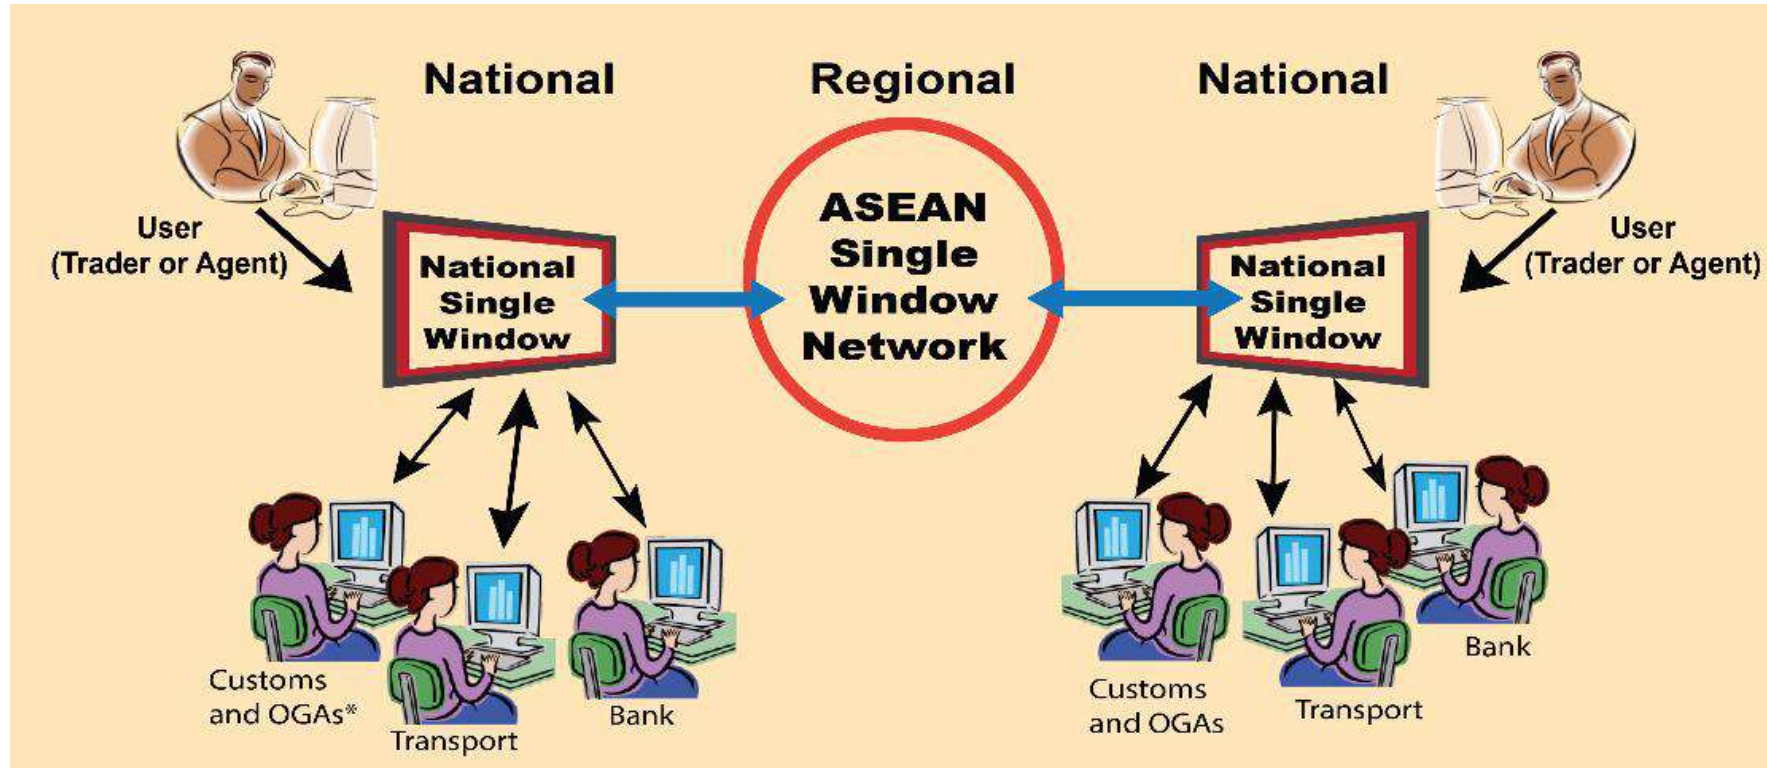 National
Regional
National
User
(Trader or Agent)
National
Single
Window
ASEAN
Single
Window
Network
National
Single
Window
User
(Trader or Agent)
Customs
and OGAs*
Transport
Bank
Customs
and OGAs
Transport
Bank